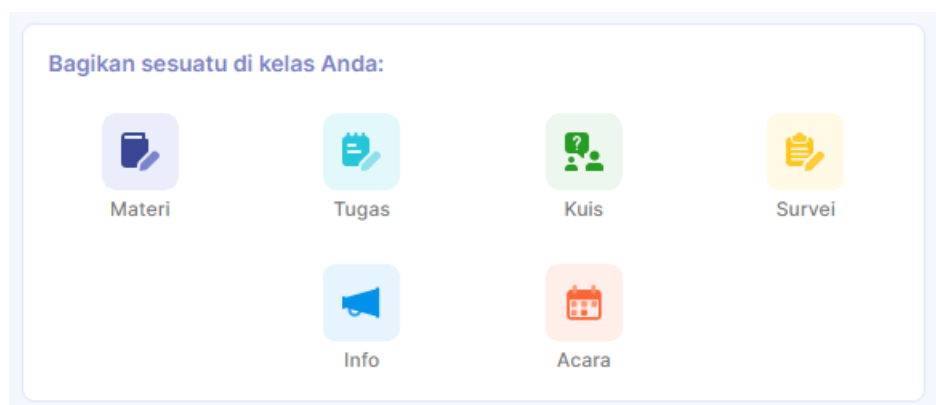 Bagikan sesuatu di kelas Anda:
Materi Tugas Kuis Survei
Info Acara